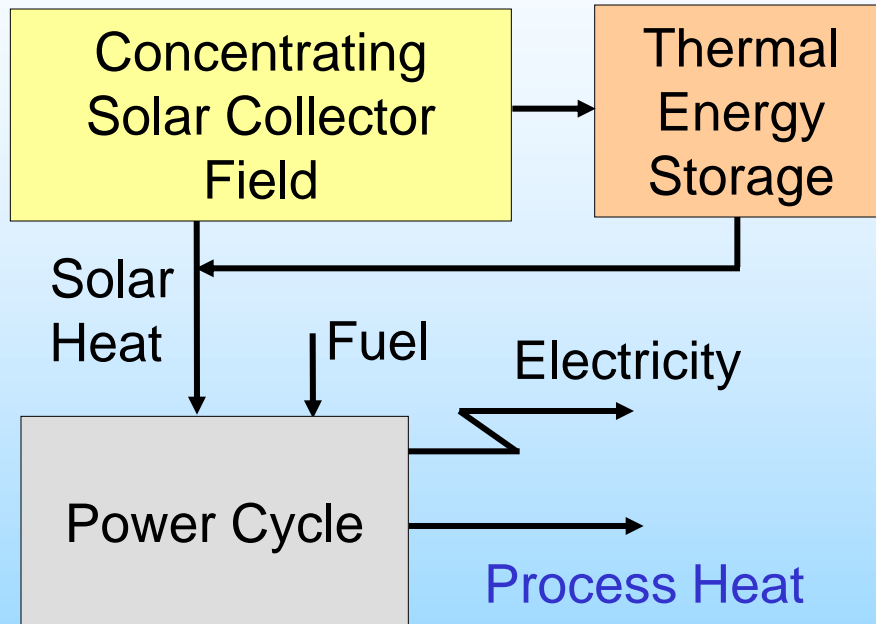 Concentrating
Solar Collector
Field
Thermal
Energy
Storage
Solar
Heat
Fuel
Electricity
Power Cycle
Process Heat